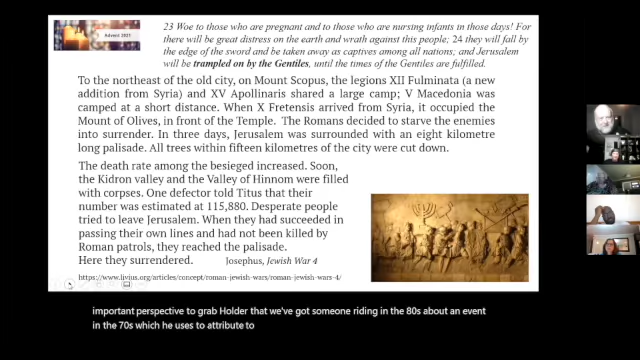 Advent 2021
23 Woe to those who are pregnant and to those who are nursing infants in those days! For
there will be great distress on the earth and wrath against this people; 24 they will fall by
the edge of the sword and be taken away as captives among all nations; and Jerusalem
will be trampled on by the Gentiles, until the times of the Gentiles are fulfilled.
To the northeast of the old city, on Mount Scopus, the legions XII Fulminata (a new
addition from Syria) and XV Apollinaris shared a large camp; V Macedonia was
camped at a short distance. When X Fretensis arrived from Syria, it occupied the
Mount of Olives, in front of the Temple. The Romans decided to starve the enemies
into surrender. In three days, Jerusalem was surrounded with an eight kilometre
long palisade. All trees within fifteen kilometres of the city were cut down.
The death rate among the besieged increased. Soon,
the Kidron valley and the Valley of Hinnom were filled
with corpses. One defector told Titus that their
number was estimated at 115,880. Desperate people
tried to leave Jerusalem. When they had succeeded in
passing their own lines and had not been killed by
Roman patrols, they reached the palisade.
Here they surrendered. Josephus, Jewish War 4
https://www.livius.org/articles/concept/roman-jewish-wars/roman-jewish-wars-4/
important perspective to grab Holder that we've got someone riding in the 80s about an event
in the 70s which he uses to attribute to